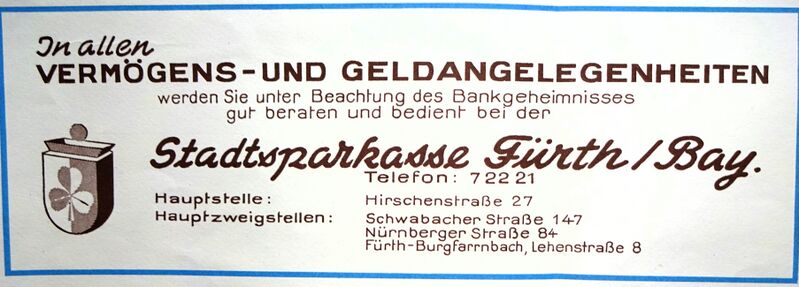 In allen
VERMÖGENS-UND GELDANGELEGENHEITEN
werden Sie unter Beachtung des Bankgeheimnisses
gut beraten und bedient bei der
Stadtsparkasse Fürth/Bay.
Telefon: 72221
Hauptstelle: Hirschenstraße 27
Hauptzweigstellen: Schwabacher Straße 147
Nürnberger Straße 84
Fürth-Burgfarrnbach, Lehenstraße 8